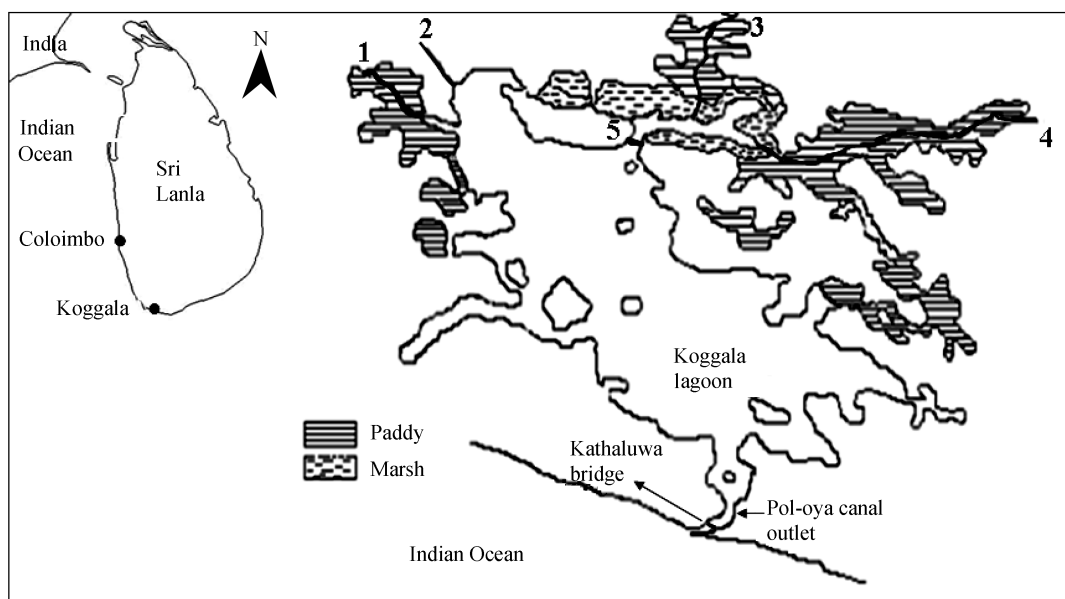 India
N
Indian
Ocean
Sri
Lanla
Coloimbo
Koggala
1
2
3
4
5
Koggala
lagoon
Paddy
Marsh
Kathaluwa
bridge
Pol-oya canal
outlet
Indian Ocean